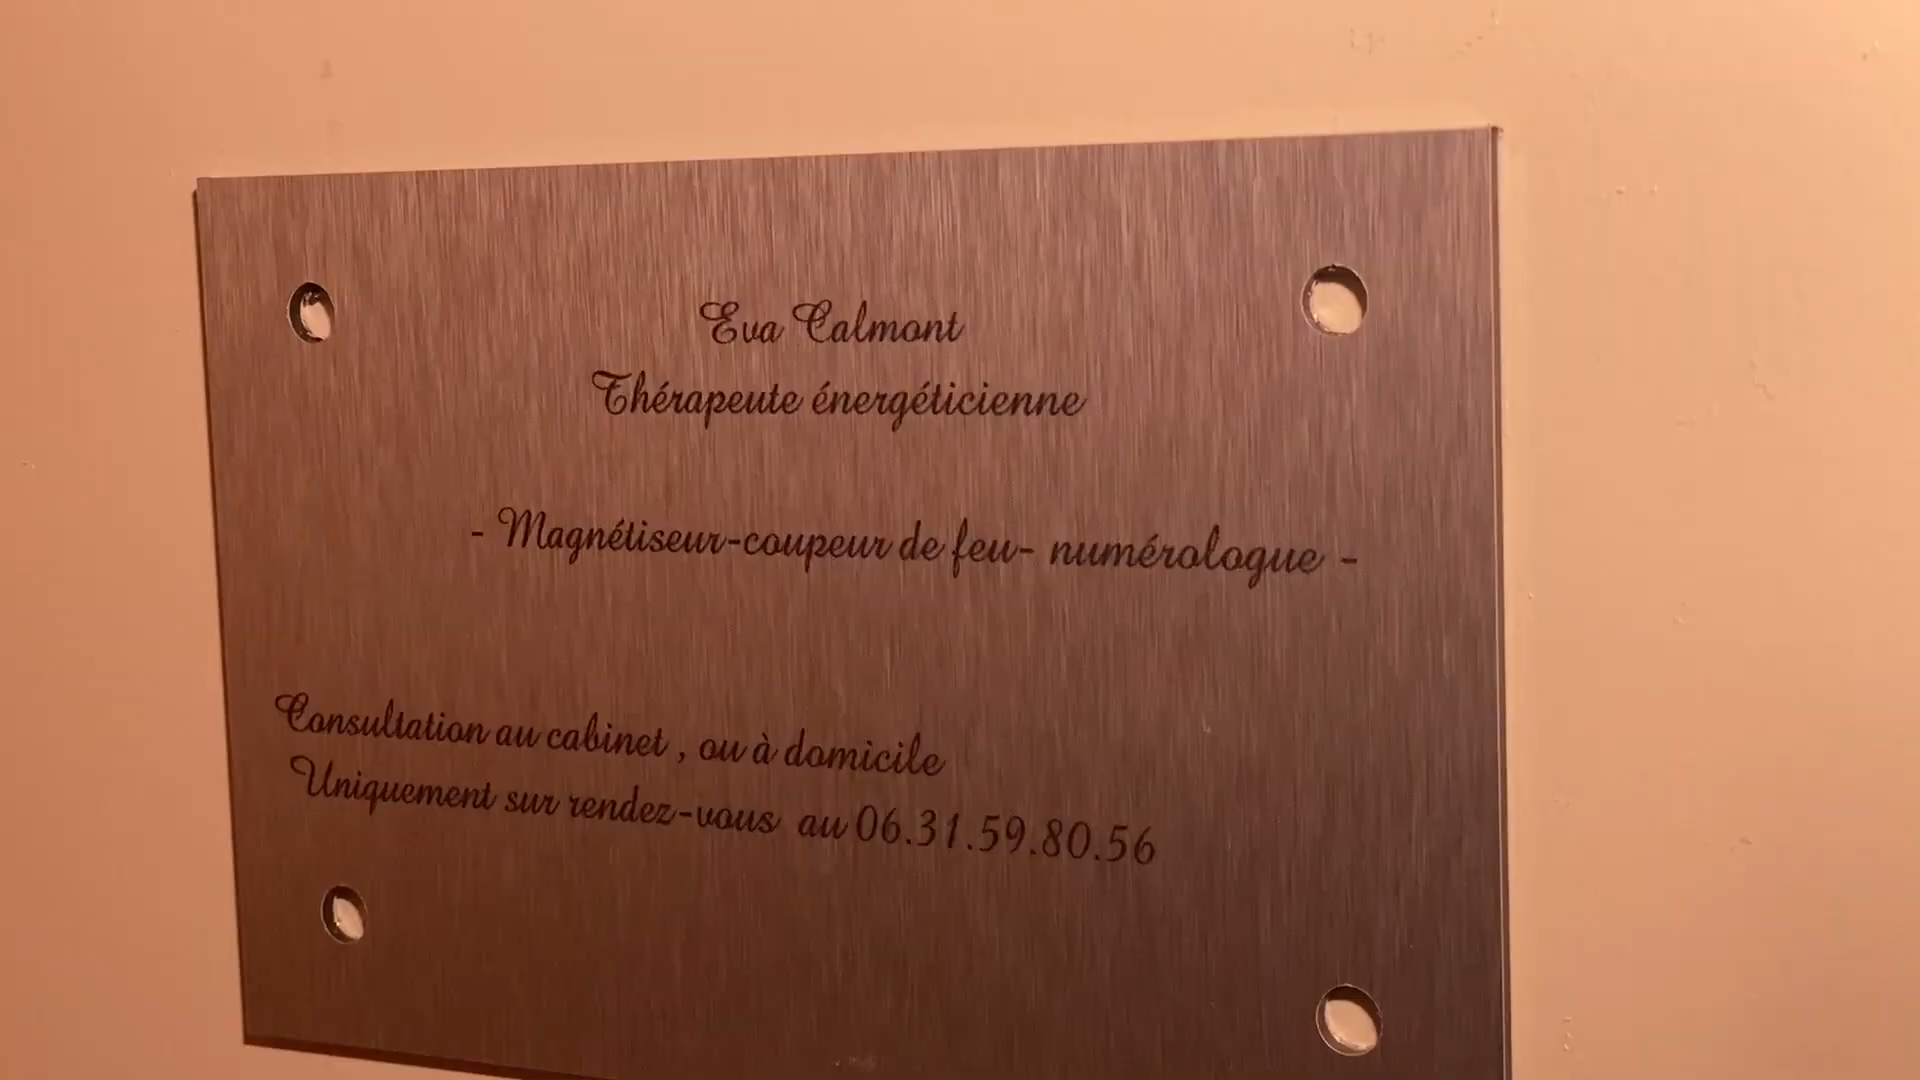 Eva Calmont
Thérapeute énergéticienne
- Magnétiseur-coupeur de feu- numérologue -
Consultation au cabinet , ou à domicile
Uniquement sur rendez-vous au 06.31.59.80.56